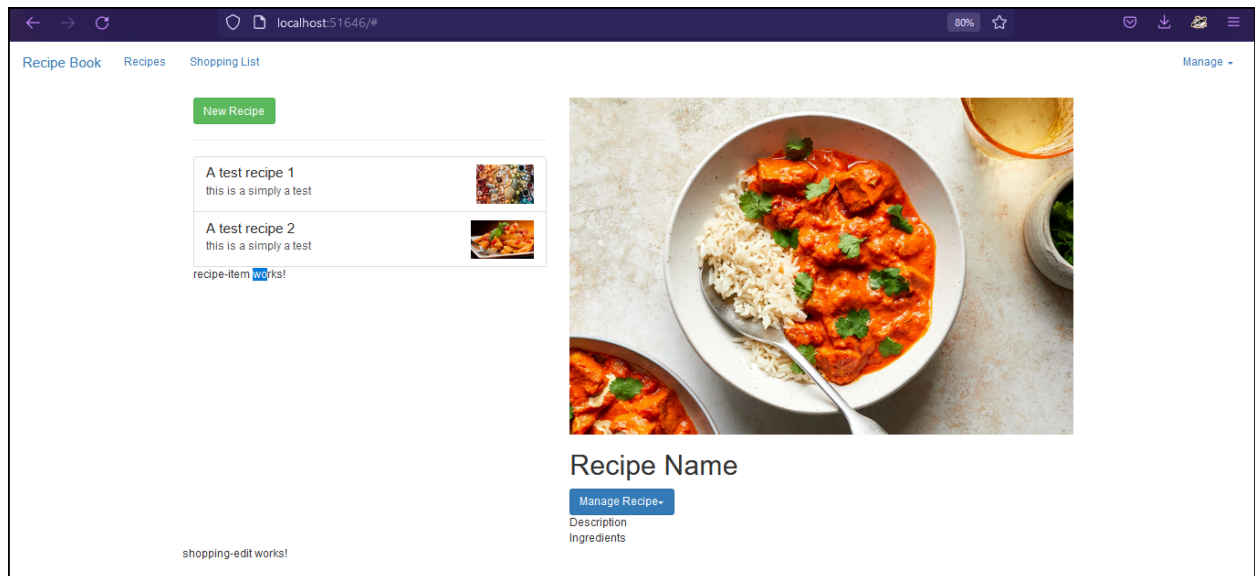 localhost:51646/#
80%
Recipe Book Recipes Shopping List Manage
New Recipe
A test recipe 1
this is a simply a test
A test recipe 2
this is a simply a test
recipe-item works!
Recipe Name
Manage Recipe
Description
Ingredients
shopping-edit works!